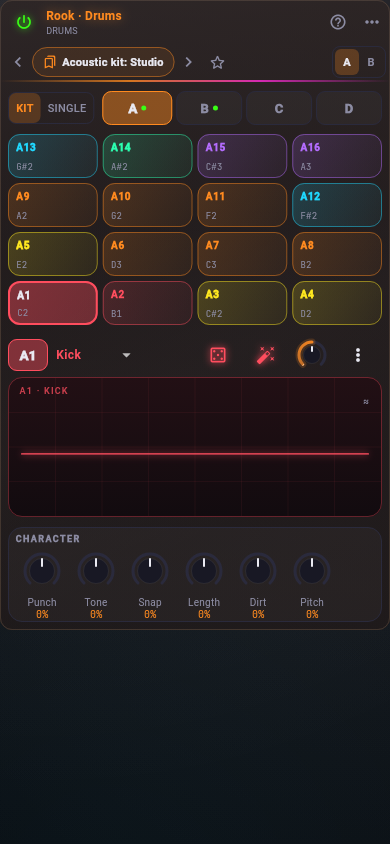 Rook · Drums
DRUMS
Acoustic kit: Studio
A B
KIT SINGLE A B C D
A13 A14 A15 A16
G#2 A#2 C#3 A3
A9 A10 A11 A12
A2 G2 F2 F#2
A5 A6 A7 A8
E2 D3 C3 B2
A1 A2 A3 A4
C2 B1 C#2 D2
A1 Kick
A1 · KICK
≈
CHARACTER
Punch Tone Snap Length Dirt Pitch
0% 0% 0% 0% 0% 0%